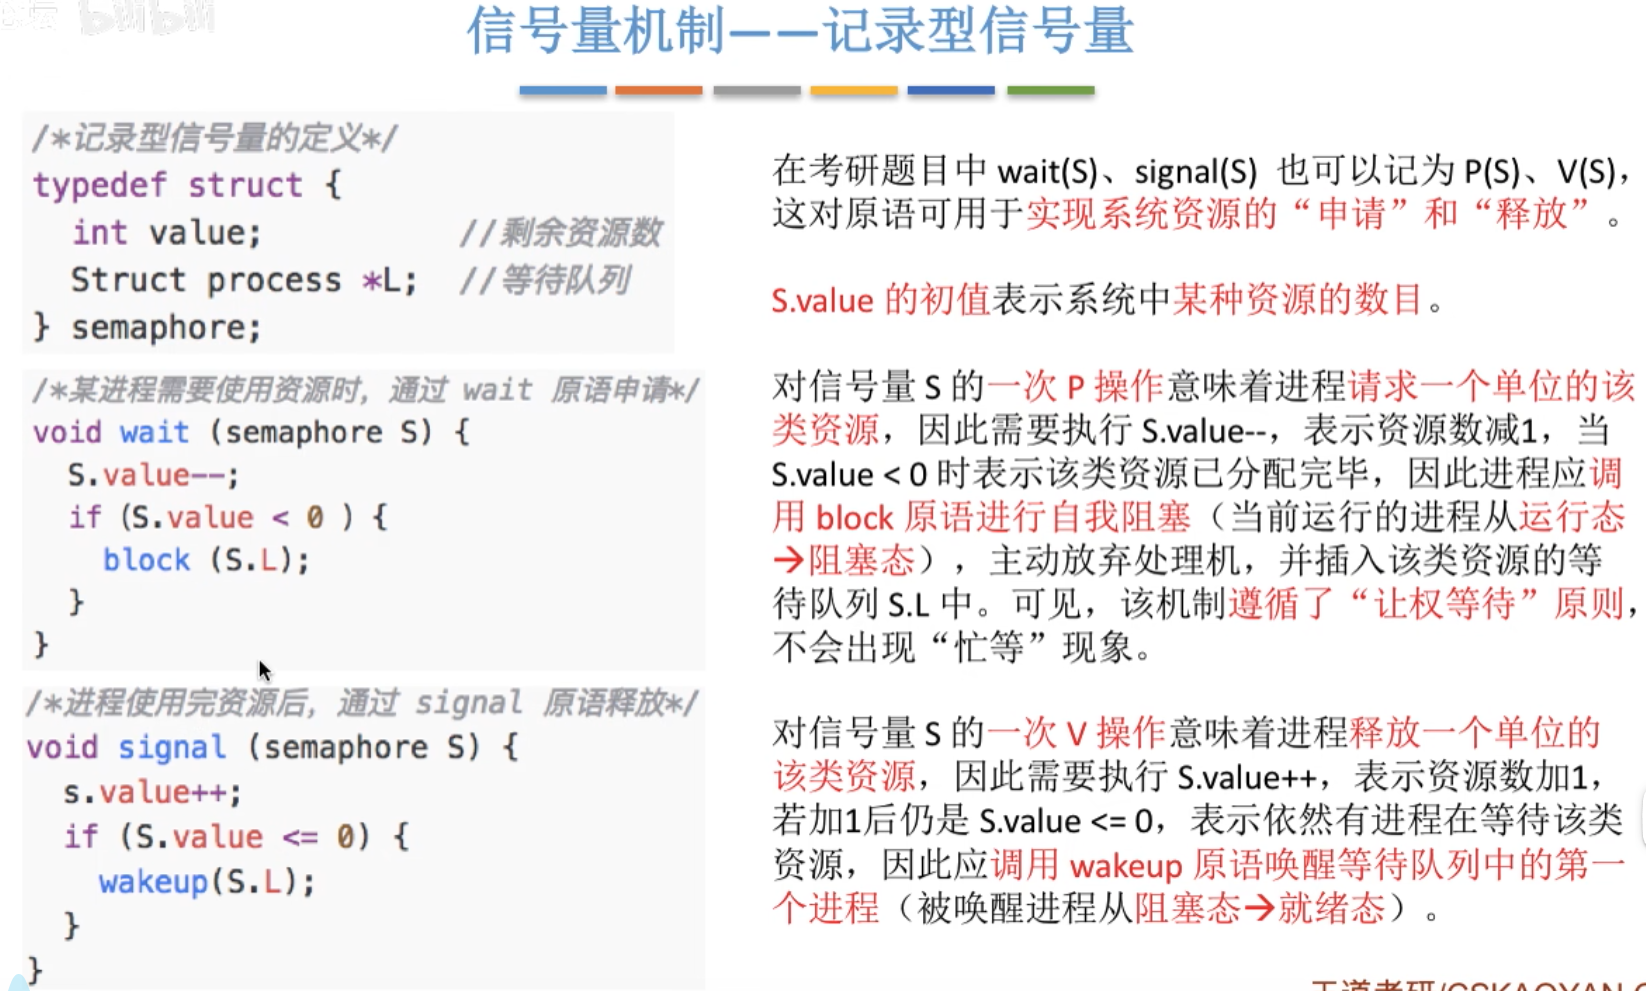 bilibili
信号量机制——记录型信号量
/*记录型信号量的定义*/
typedef struct {
int value; //剩余资源数
Struct process *L; //等待队列
} semaphore;
/*某进程需要使用资源时，通过 wait 原语申请*/
void wait (semaphore S) {
S.value--;
if (S.value < 0 ) {
block (S.L);
}
}
/*进程使用完资源后，通过 signal 原语释放*/
void signal (semaphore S) {
s.value++;
if (S.value <= 0) {
wakeup(S.L);
}
}
在考研题目中 wait(S)、signal(S) 也可以记为 P(S)、V(S)，
这对原语可用于实现系统资源的“申请”和“释放”。
S.value 的初值表示系统中某种资源的数目。
对信号量 S 的一次 P 操作意味着进程请求一个单位的该
类资源，因此需要执行 S.value--，表示资源数减1，当
S.value < 0 时表示该类资源已分配完毕，因此进程应调
用 block 原语进行自我阻塞（当前运行的进程从运行态
→阻塞态），主动放弃处理机，并插入该类资源的等
待队列 S.L 中。可见，该机制遵循了“让权等待”原则，
不会出现“忙等”现象。
对信号量 S 的一次 V 操作意味着进程释放一个单位的
该类资源，因此需要执行 S.value++，表示资源数加1，
若加1后仍是 S.value <= 0，表示依然有进程在等待该类
资源，因此应调用 wakeup 原语唤醒等待队列中的第一
个进程（被唤醒进程从阻塞态→就绪态）。
王道考研/CSKAOYAN.C